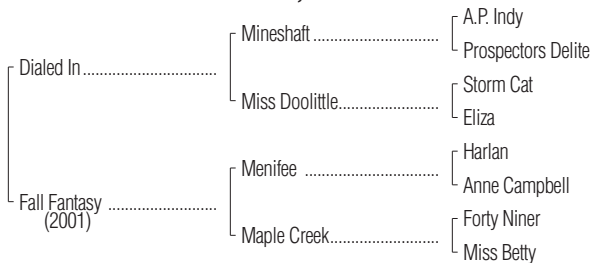 A.P. Indy
Mineshaft
Prospectors Delite
Dialed In
Storm Cat
Miss Doolittle
Eliza
Harlan
Menifee
Anne Campbell
Fall Fantasy
(2001)
Forty Niner
Maple Creek
Miss Betty